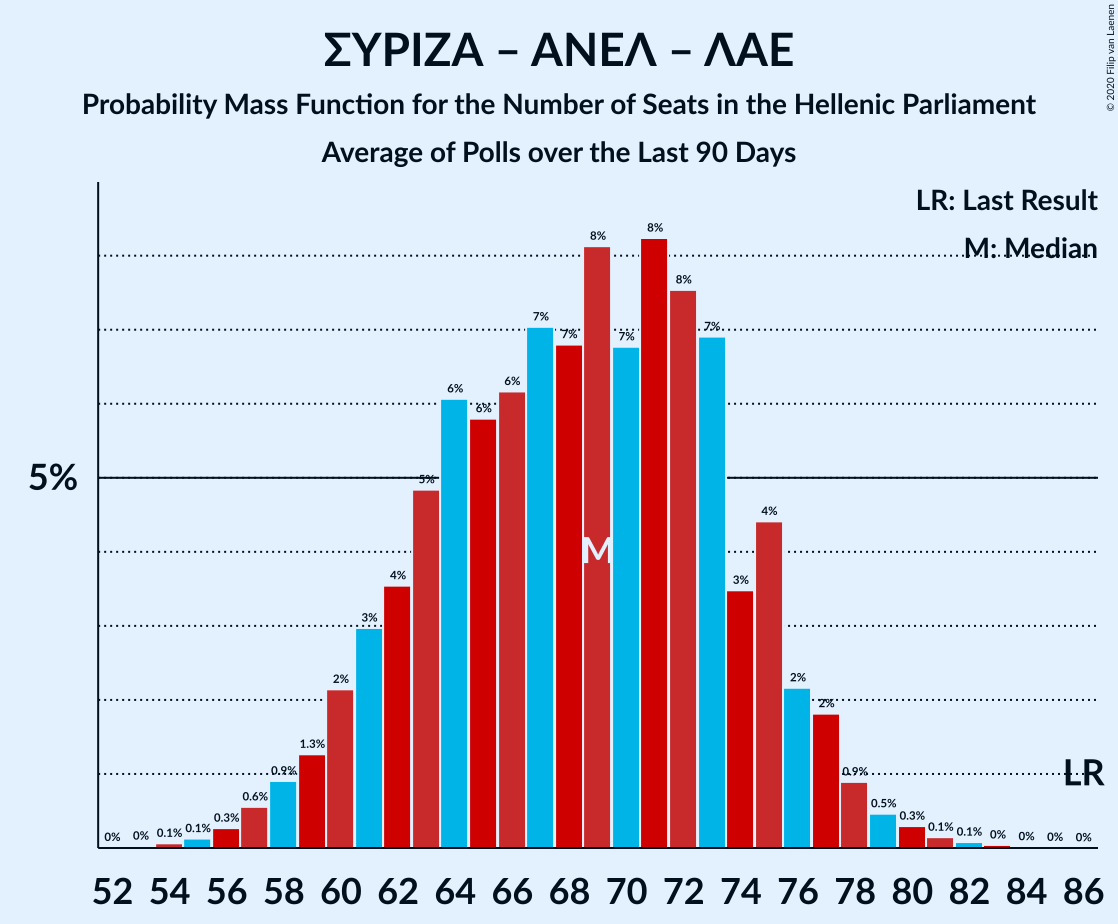 ΣΥΡΙΖΑ – ΑΝΕΛ – ΛΑΕ
Probability Mass Function for the Number of Seats in the Hellenic Parliament
Average of Polls over the Last 90 Days
© 2020 Filip van Laenen
LR: Last Result
M: Median
5%
0% 0% 0.1% 0.1% 0.3% 0.6% 0.9% 1.3% 2% 3% 4% 5% 6% 6% 6% 7% 7% 8% 7% 8% 8% 7% 3% 4% 2% 2% 0.9% 0.5% 0.3% 0.1% 0.1% 0% 0% 0% 0%
M
LR
52 54 56 58 60 62 64 66 68 70 72 74 76 78 80 82 84 86